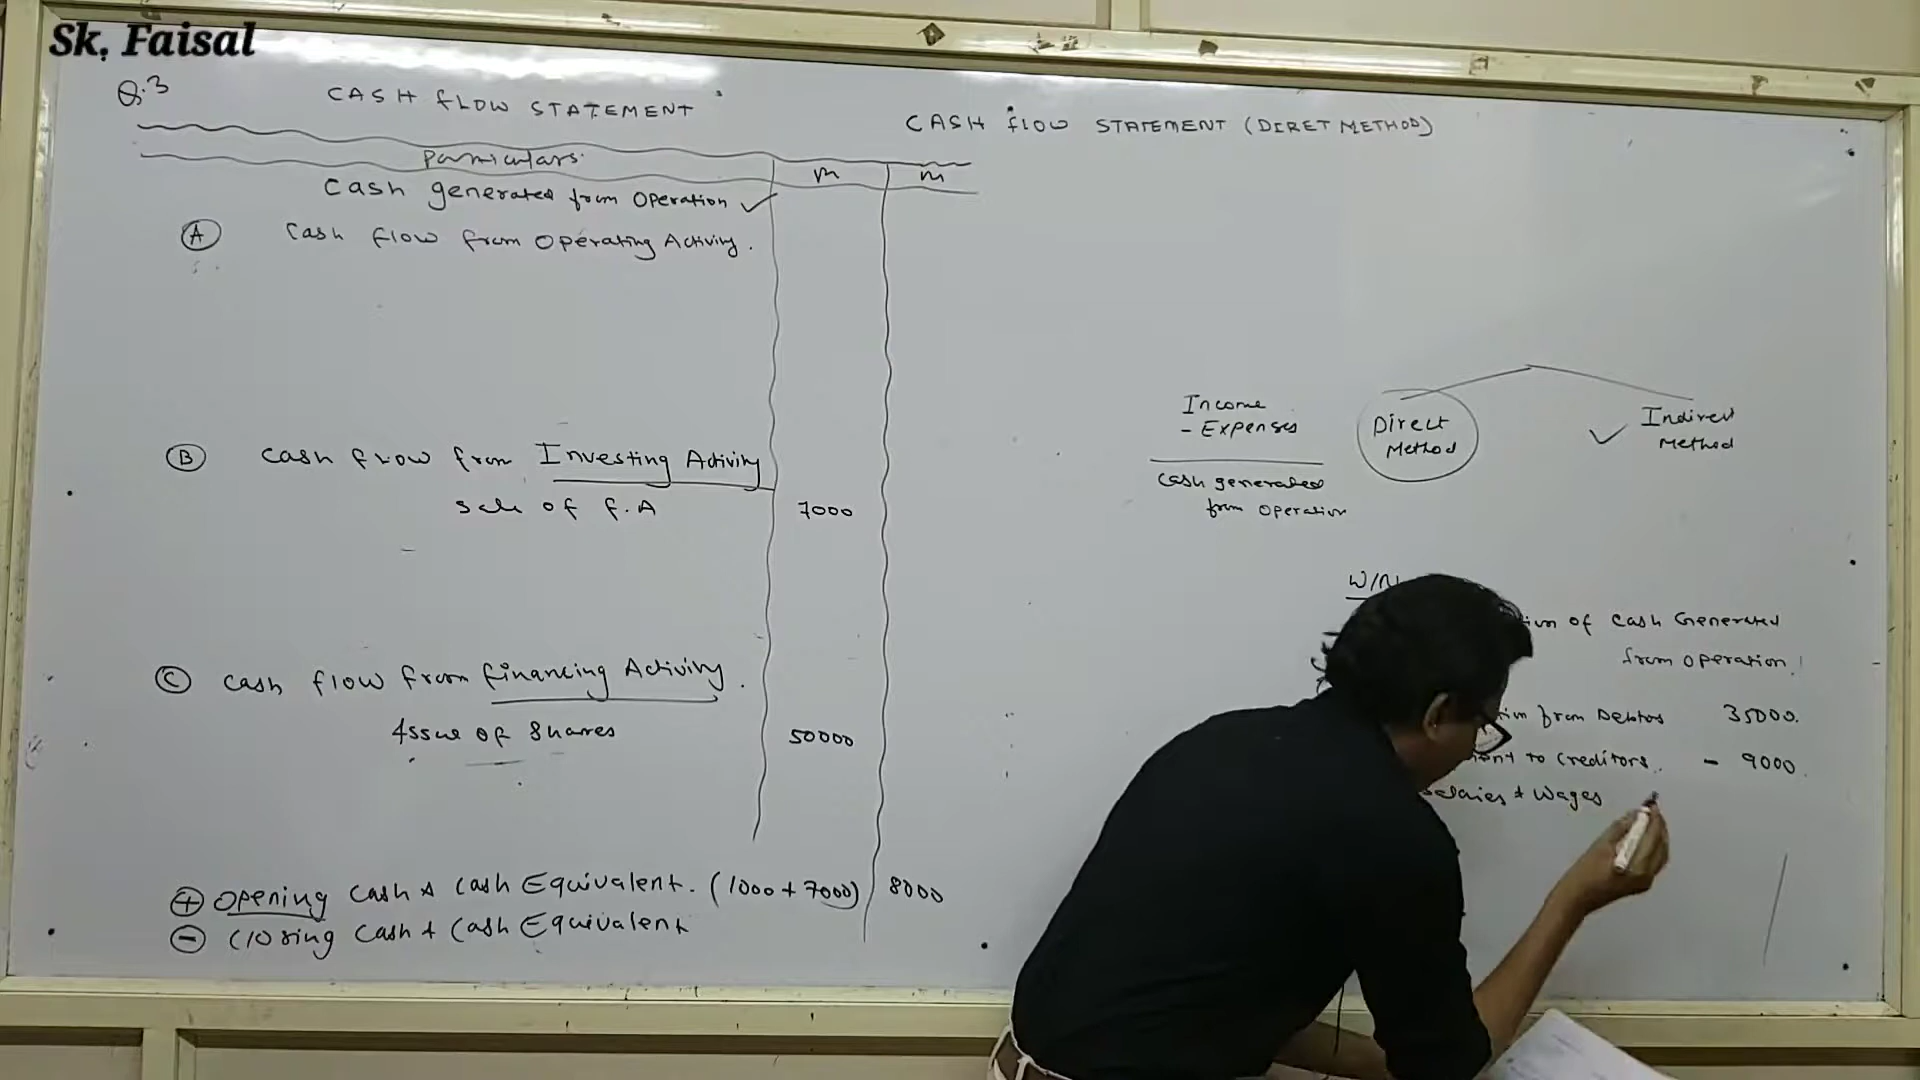 Sk. Faisal
Q.3
CASH FLOW STATEMENT
CASH FLOW STATEMENT (DIRET METHOD)
Particulars
m
m
Cash generated from Operation ✓
A Cash flow from Operating Activity.
B Cash flow from Investing Activity
Sale of F.A 7000
C Cash flow from financing Activity.
Issue of Shares 50000
+ Opening Cash & Cash Equivalent. (1000 + 7000) 8000
- Closing Cash & Cash Equivalent
Income
- Expenses
Cash generated
from operation
Direct
Method
✓ Indirect
Method
W/N
of Cash Generated
from operation
from Debtors 35000.
to Creditors. - 9000.
Salaries & Wages